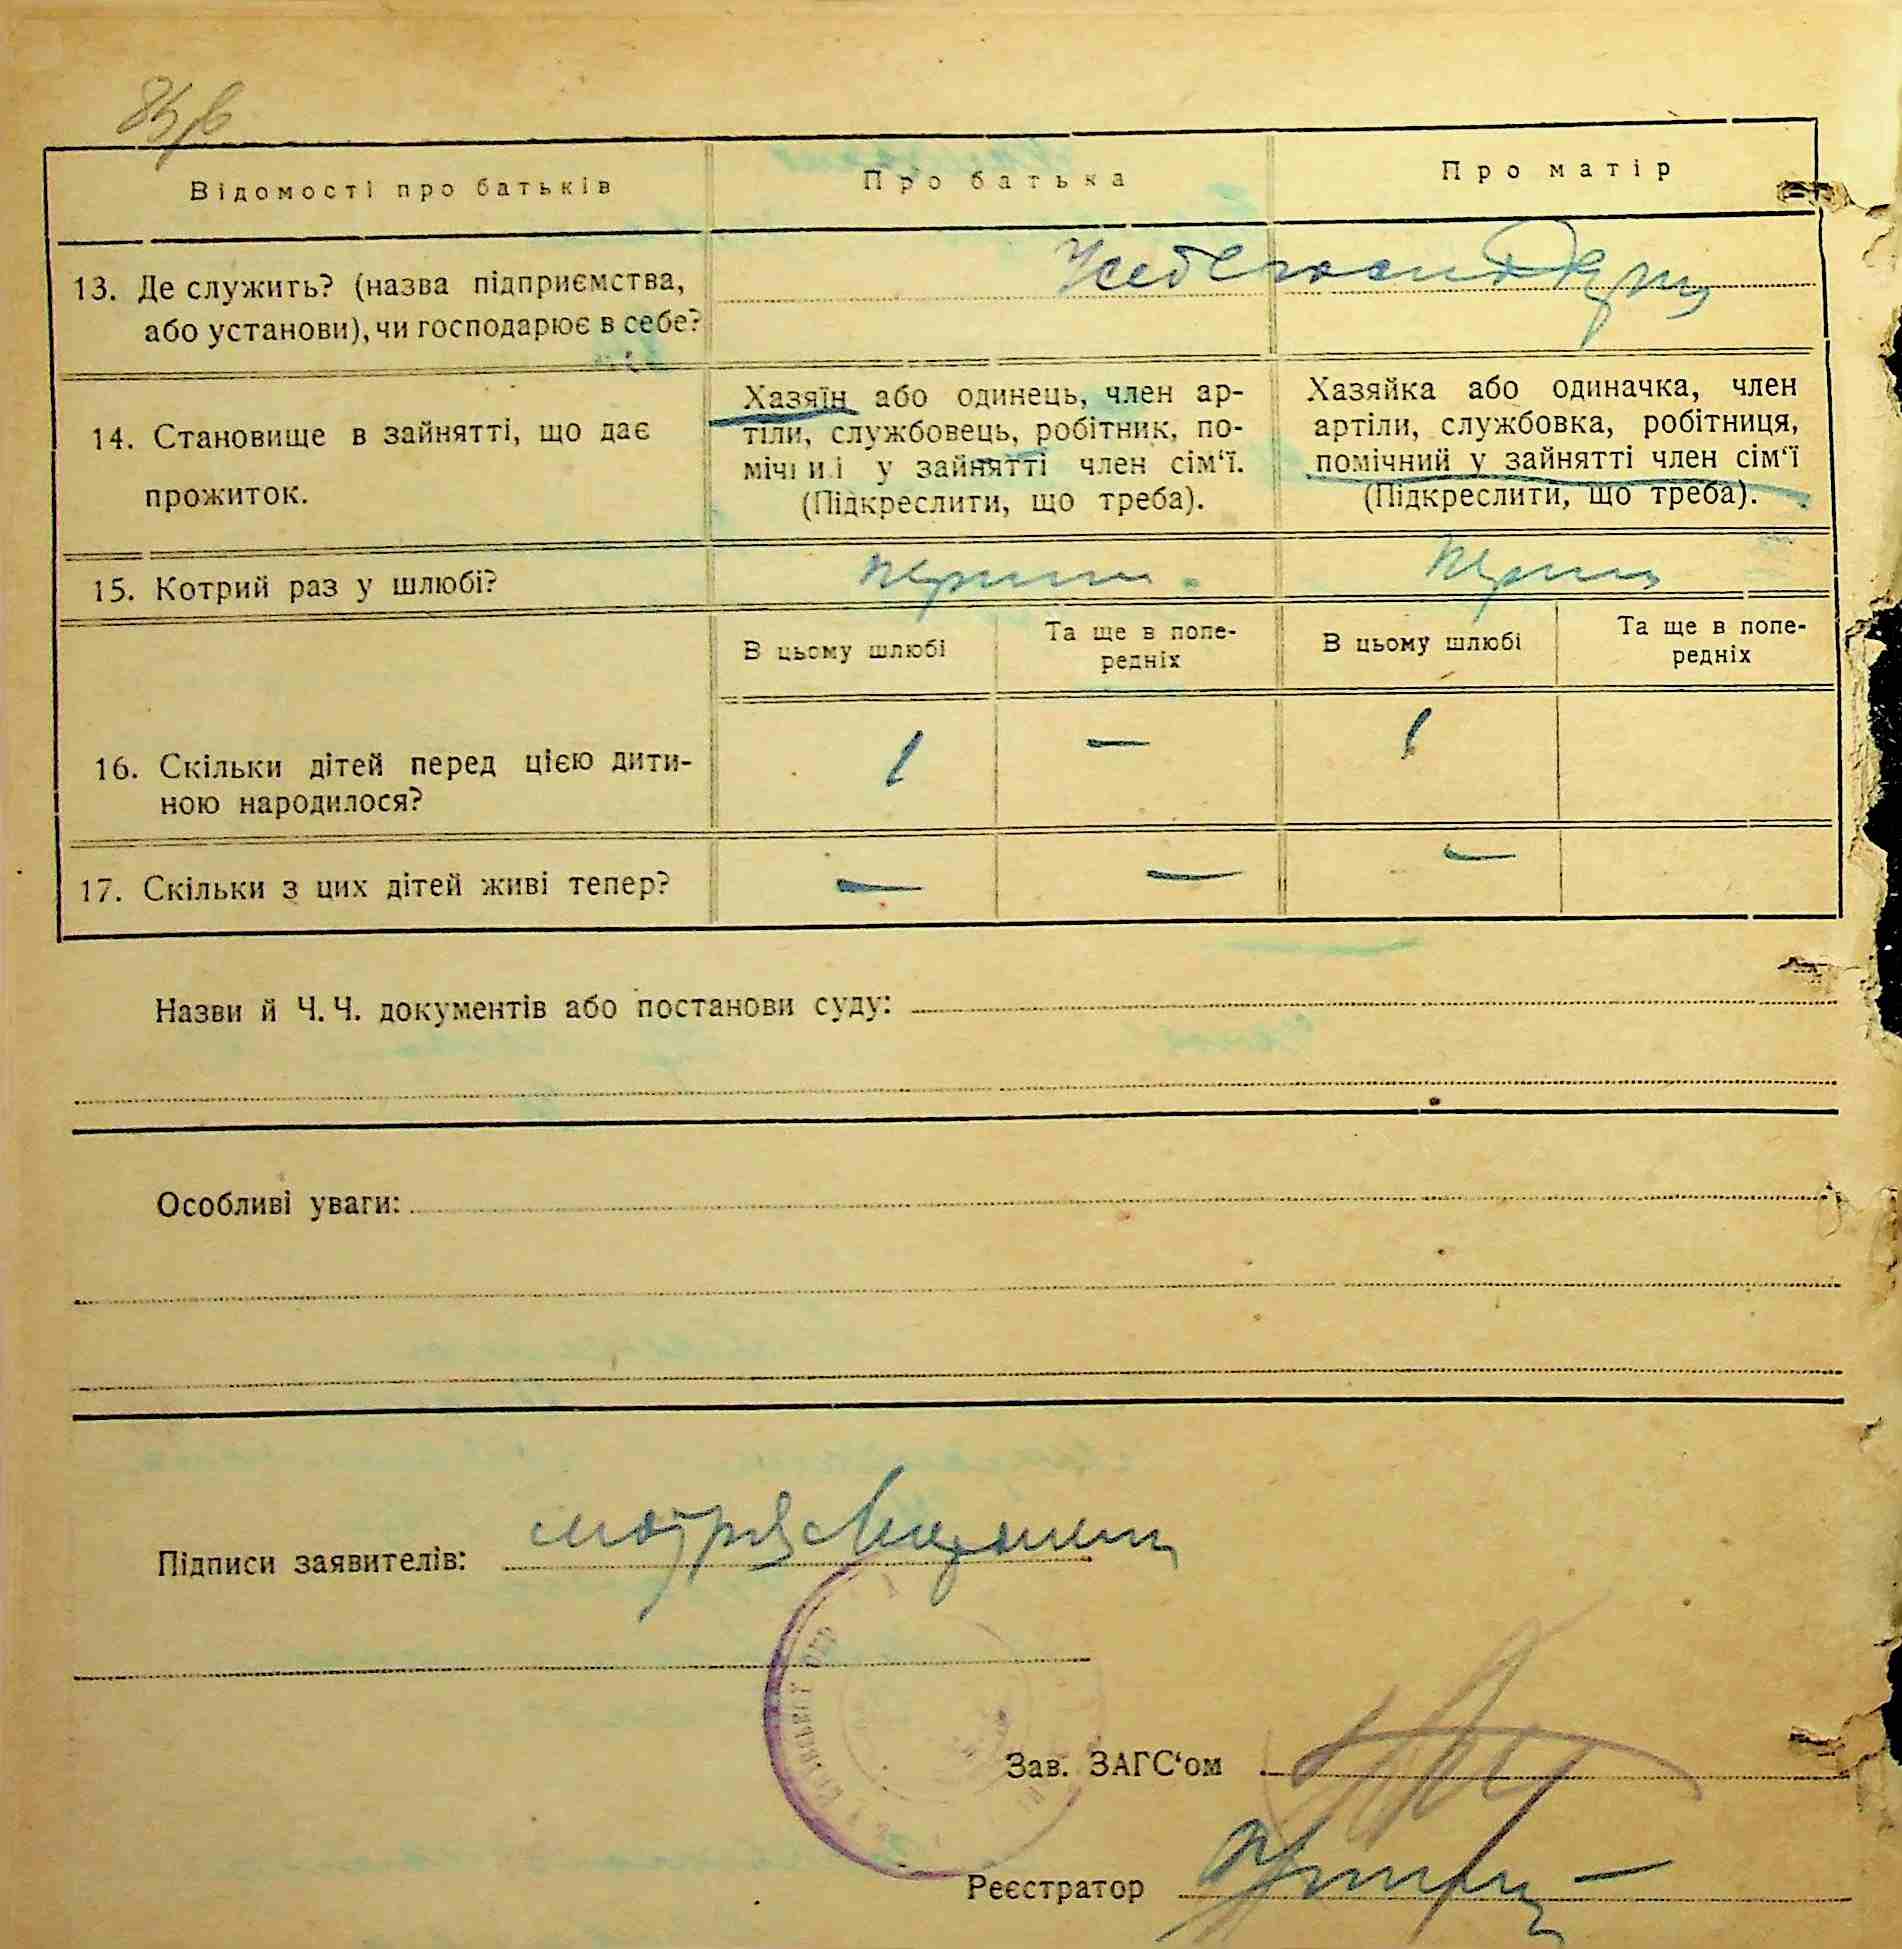 Відомості про батьків
Про батька
Про матір
13. Де служить? (назва підприємства,
або установи), чи господарює в себе?
14. Становище в зайнятті, що дає
прожиток.
Хазяїн або одинець, член ар-
тіли, службовець, робітник, по-
мічний у зайнятті член сім‘ї.
(Підкреслити, що треба).
Хазяйка або одиначка, член
артіли, службовка, робітниця,
помічний у зайнятті член сім‘ї
(Підкреслити, що треба).
15. Котрий раз у шлюбі?
В цьому шлюбі
Та ще в попе-
редніх
В цьому шлюбі
Та ще в попе-
редніх
16. Скільки дітей перед цією дити-
ною народилося?
1 — 1
17. Скільки з цих дітей живі тепер?
— — —
Назви й Ч. Ч. документів або постанови суду:
Особливі уваги:
Підписи заявителів:
Зав. ЗАГС‘ом
Реєстратор